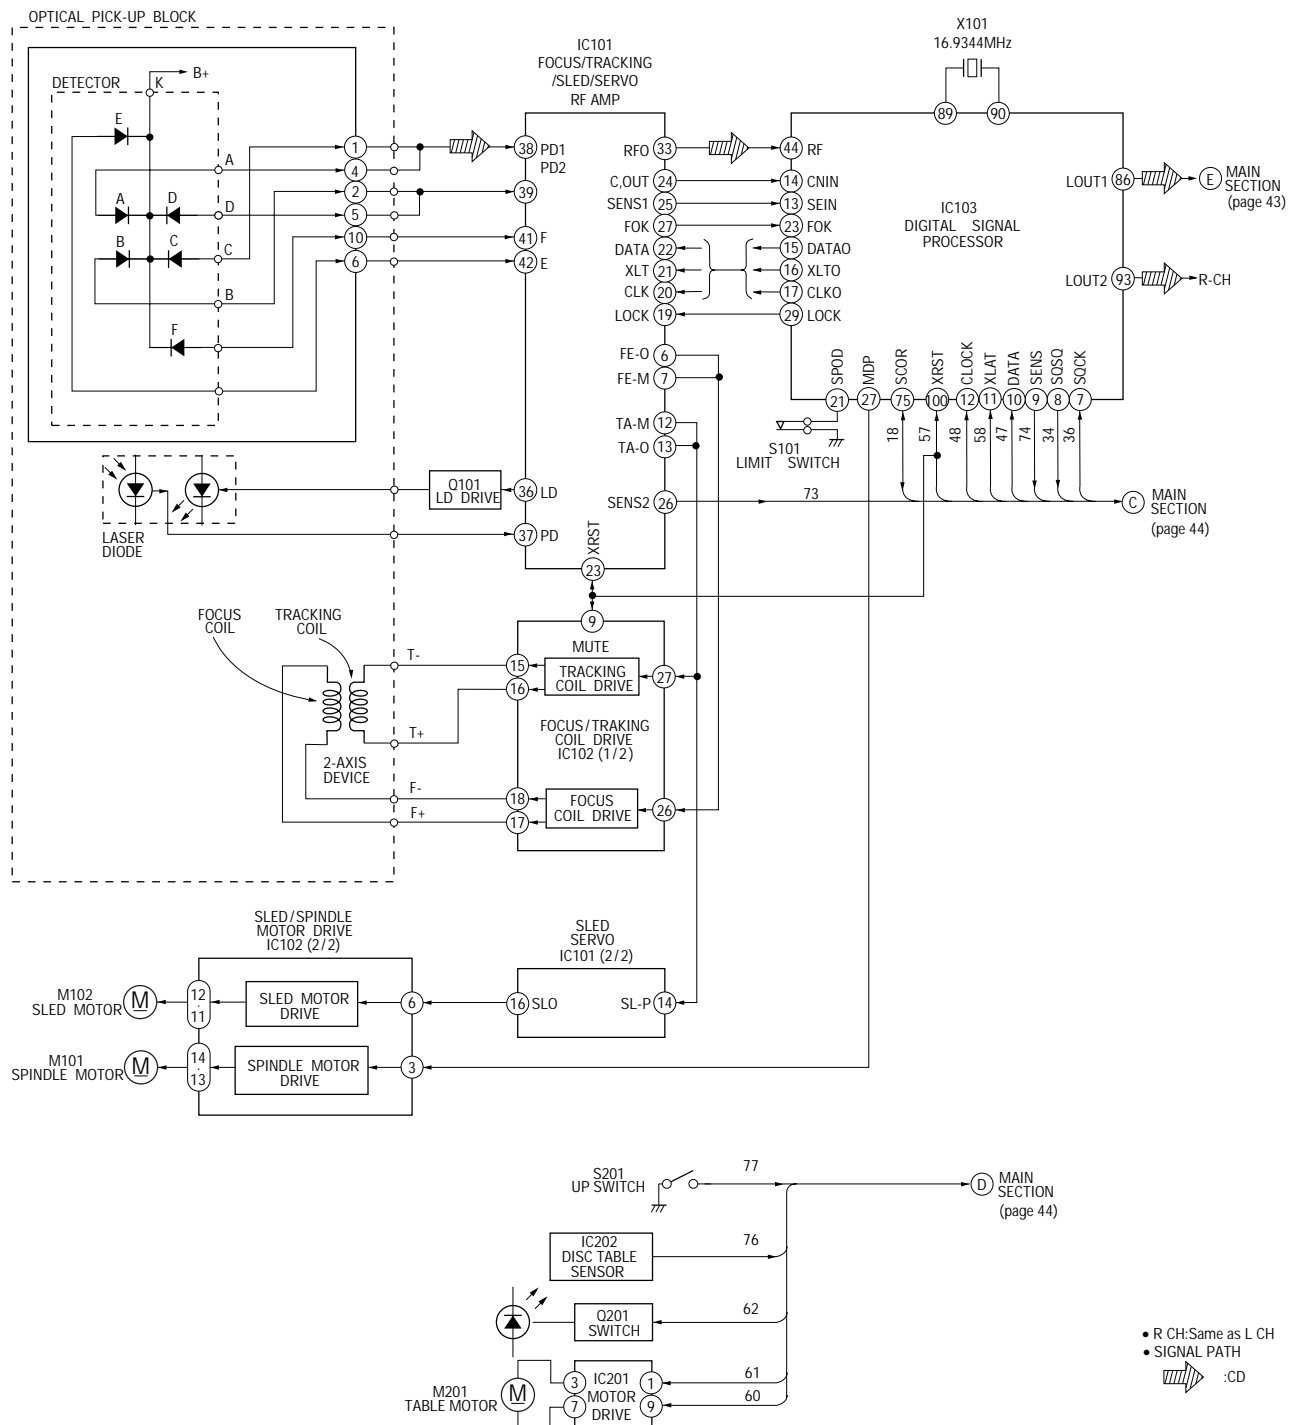 OPTICAL PICK-UP BLOCK
DETECTOR
K
B+
E
A
A
D
D
B
C
C
B
F
1
4
2
5
10
6
LASER
DIODE
Q101
LD DRIVE
IC101
FOCUS/TRACKING
/SLED/SERVO
RF AMP
38 PD1
PD2
39
41 F
42 E
36 LD
37 PD
RFO 33
C,OUT 24
SENS1 25
FOK 27
DATA 22
XLT 21
CLK 20
LOCK 19
FE-O 6
FE-M 7
TA-M 12
TA-O 13
SENS2 26
XRST
23
X101
16.9344MHz
89
90
44 RF
14 CNIN
13 SEIN
23 FOK
15 DATAO
16 XLTO
17 CLKO
29 LOCK
IC103
DIGITAL SIGNAL
PROCESSOR
LOUT1 86
E
MAIN
SECTION
(page 43)
LOUT2 93
R-CH
SPOD
MDP
SCOR
XRST
CLOCK
XLAT
DATA
SENS
SQSQ
SQCK
21
27
75
100
12
11
10
9
8
7
18
57
48
58
47
74
34
36
S101
LIMIT SWITCH
73
C
MAIN
SECTION
(page 44)
FOCUS
COIL
TRACKING
COIL
2-AXIS
DEVICE
T-
T+
F-
F+
9
MUTE
15
16
TRACKING
COIL DRIVE
27
FOCUS/TRAKING
COIL DRIVE
IC102 (1/2)
18
17
FOCUS
COIL DRIVE
26
SLED/SPINDLE
MOTOR DRIVE
IC102 (2/2)
M102
SLED MOTOR
M
12
·
11
SLED MOTOR
DRIVE
6
SLED
SERVO
IC101 (2/2)
16 SLO
SL-P 14
M101
SPINDLE MOTOR
M
14
·
13
SPINDLE MOTOR
DRIVE
3
S201
UP SWITCH
77
D
MAIN
SECTION
(page 44)
IC202
DISC TABLE
SENSOR
76
Q201
SWITCH
62
M201
TABLE MOTOR
M
3
7
IC201
MOTOR
DRIVE
1
9
61
60
• R CH:Same as L CH
• SIGNAL PATH
:CD